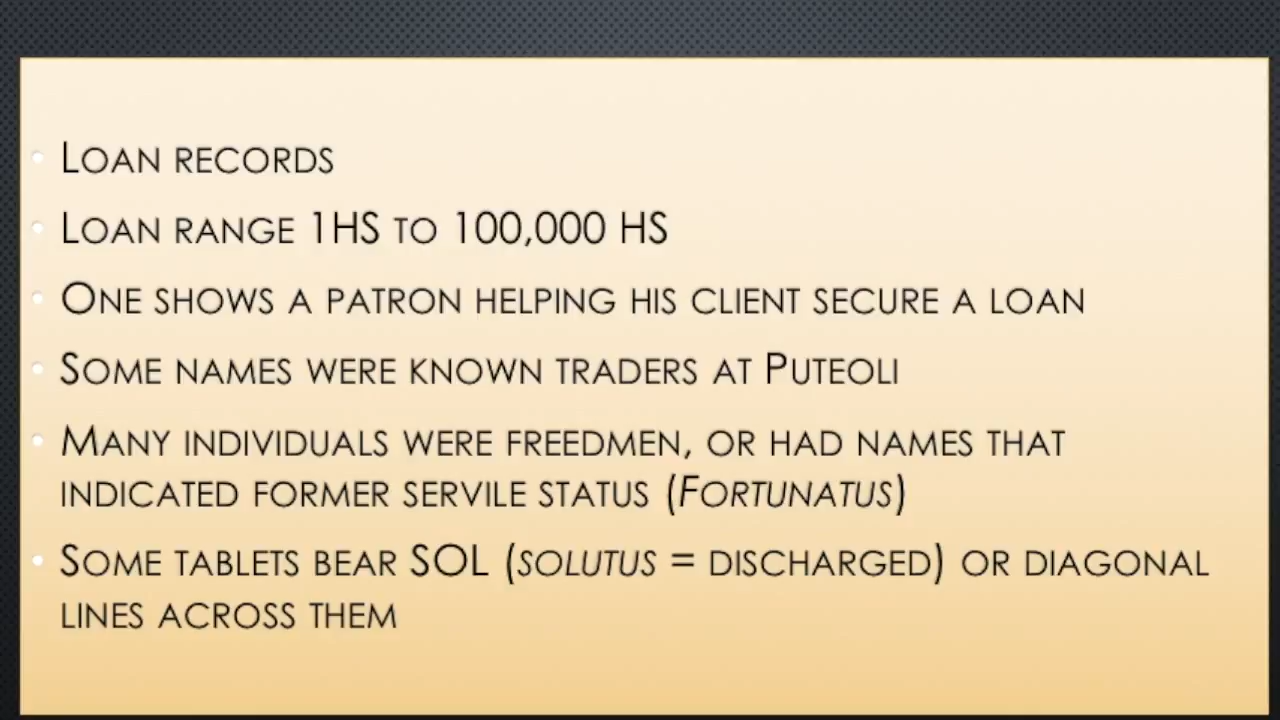 • Loan records
• Loan range 1HS to 100,000 HS
• One shows a patron helping his client secure a loan
• Some names were known traders at Puteoli
• Many individuals were freedmen, or had names that
indicated former servile status (Fortunatus)
• Some tablets bear SOL (solutus = discharged) or diagonal
lines across them